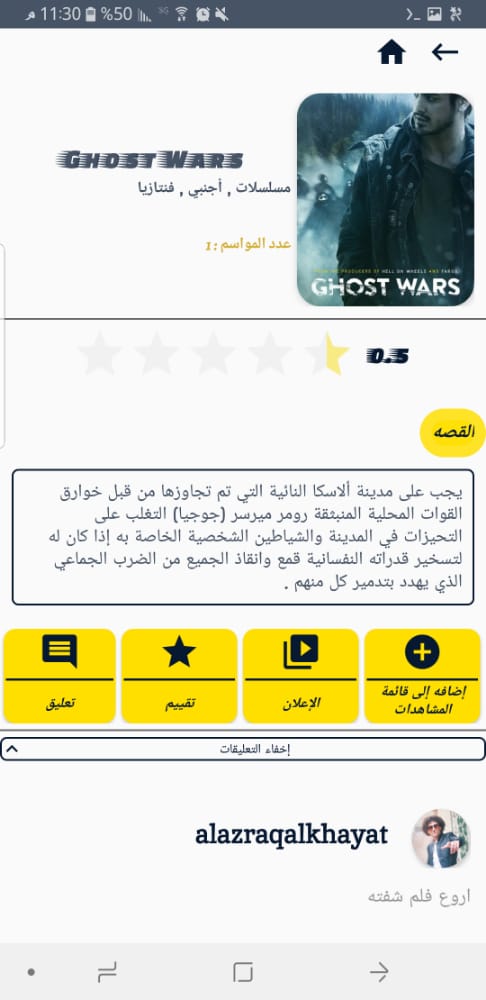 11:30 م %50
←
GHOST WARS
مسلسلات , أجنبي , فنتازيا
عدد المواسم :1
FROM THE PRODUCERS OF HELL ON WHEELS AND FARGO
GHOST WARS
0.5
القصه
يجب على مدينة ألاسكا النائية التي تم تجاوزها من قبل خوارق
القوات المحلية المنبثقة رومر ميرسر (جوجيا) التغلب على
التحيزات في المدينة والشياطين الشخصية الخاصة به إذا كان له
لتسخير قدراته النفسانية قمع وانقاذ الجميع من الضرب الجماعي
الذي يهدد بتدمير كل منهم .
إضافه إلى قائمة
المشاهدات
الإعلان
تقييم
تعليق
إخفاء التعليقات
alazraqalkhayat
اروع فلم شفته